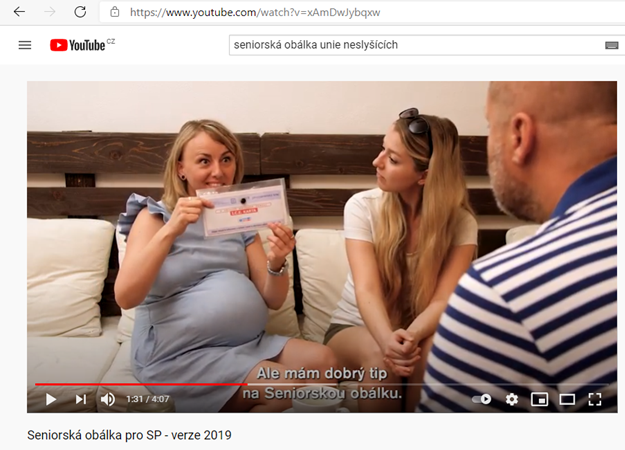 https://www.youtube.com/watch?v=xAmDwJybqxw
YouTube CZ
seniorská obálka unie neslyšících
Ale mám dobrý tip
na Seniorskou obálku.
1:31 / 4:07
Seniorská obálka pro SP - verze 2019